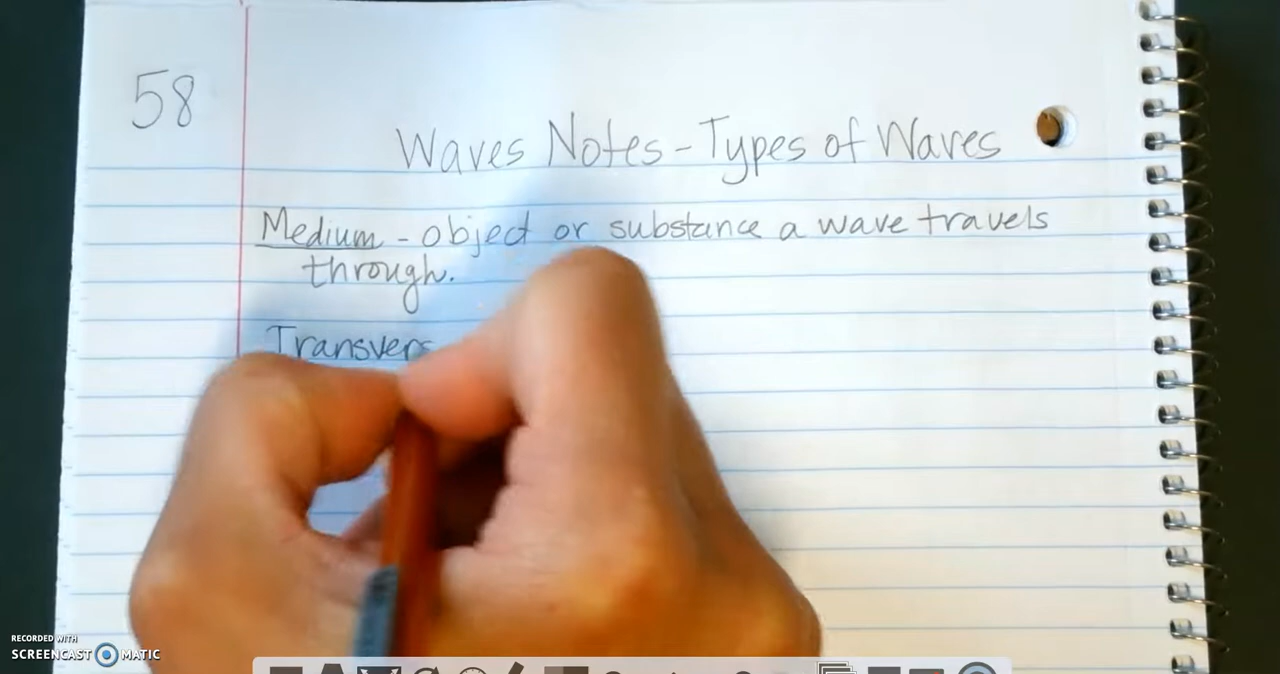 58
Waves Notes - Types of Waves
Medium - object or substance a wave travels
through.
Transvers
RECORDED WITH
SCREENCAST MATIC